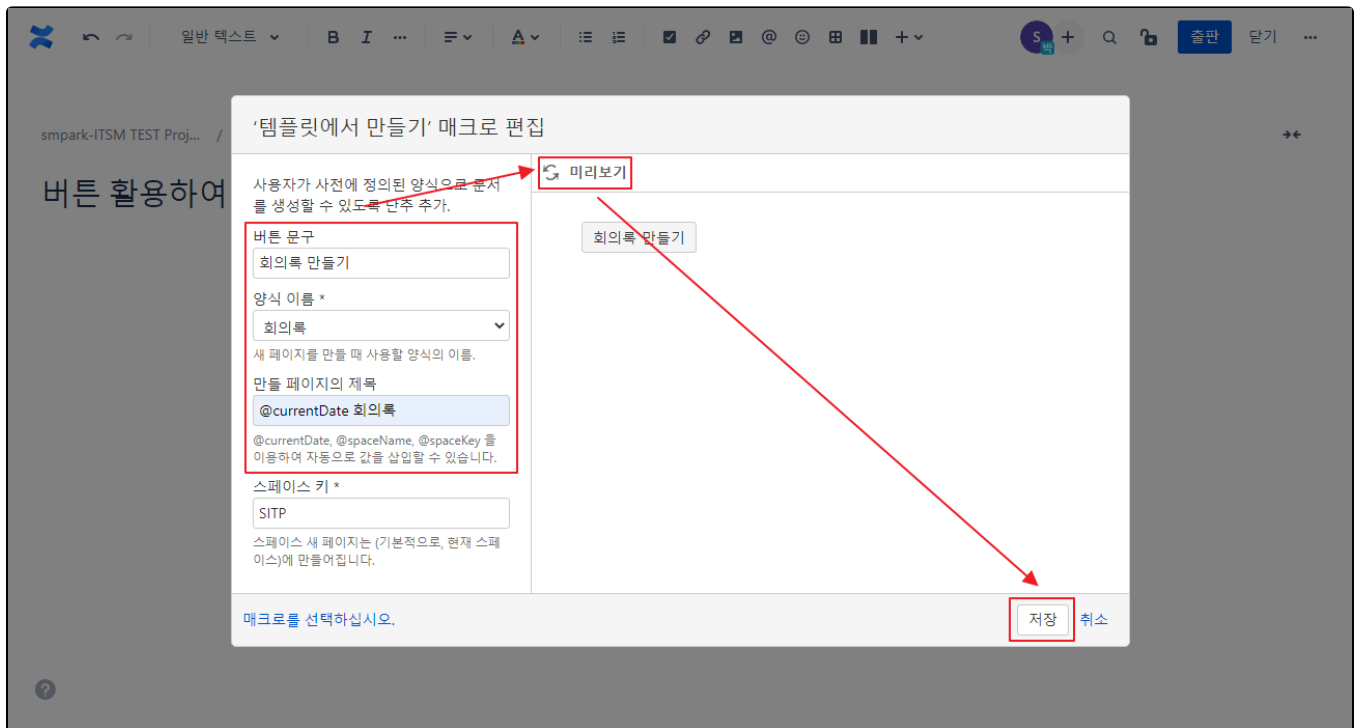 일반 텍스트
B I ... A @ S 박 + 출판 닫기 ...
smpark-ITSM TEST Proj... /
버튼 활용하여
‘템플릿에서 만들기’ 매크로 편집
사용자가 사전에 정의된 양식으로 문서
를 생성할 수 있도록 단추 추가.
버튼 문구
회의록 만들기
양식 이름 *
회의록
새 페이지를 만들 때 사용할 양식의 이름.
만들 페이지의 제목
@currentDate 회의록
@currentDate, @spaceName, @spaceKey 을
이용하여 자동으로 값을 삽입할 수 있습니다.
스페이스 키 *
SITP
스페이스 새 페이지는 (기본적으로, 현재 스페
이스)에 만들어집니다.
미리보기
회의록 만들기
매크로를 선택하십시오.
저장 취소
?